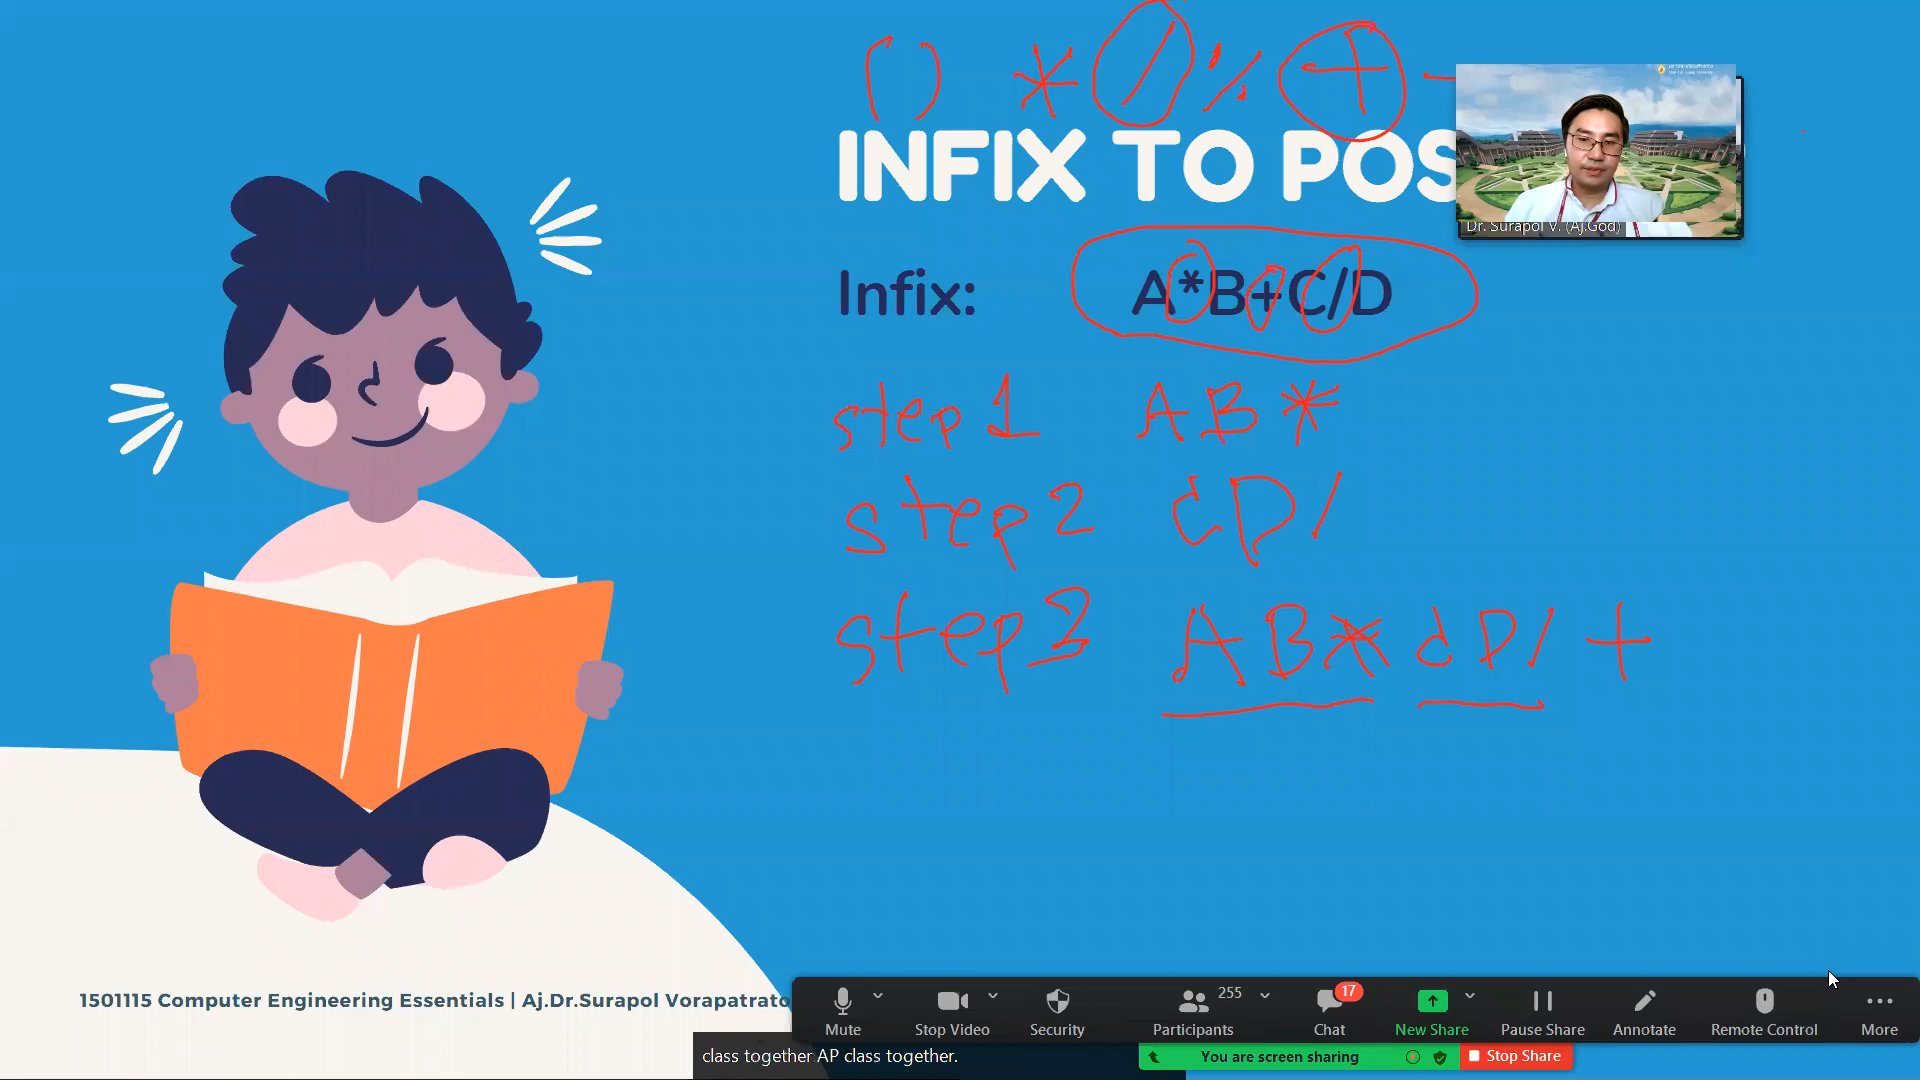 ( ) * / % + -
INFIX TO POS
Dr. Surapol V. (Aj.God)
Infix: A*B+C/D
step 1 AB*
step 2 CD/
step 3 AB* CD/ +
1501115 Computer Engineering Essentials | Aj.Dr.Surapol Vorapatrato
255
17
Mute
Stop Video
Security
Participants
Chat
New Share
Pause Share
Annotate
Remote Control
More
class together AP class together.
You are screen sharing
Stop Share